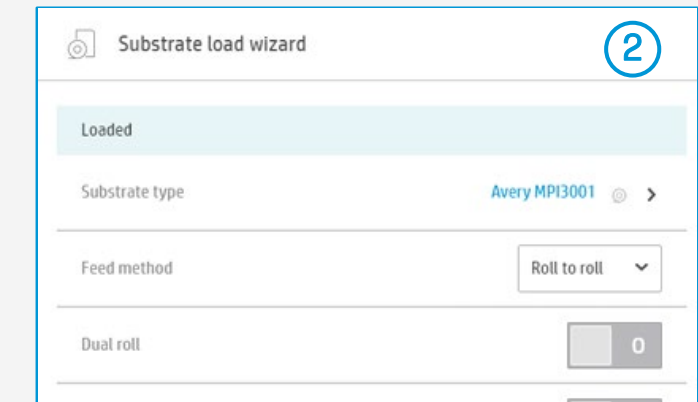 Substrate load wizard
2
Loaded
Substrate type Avery MPI3001
Feed method Roll to roll
Dual roll 0